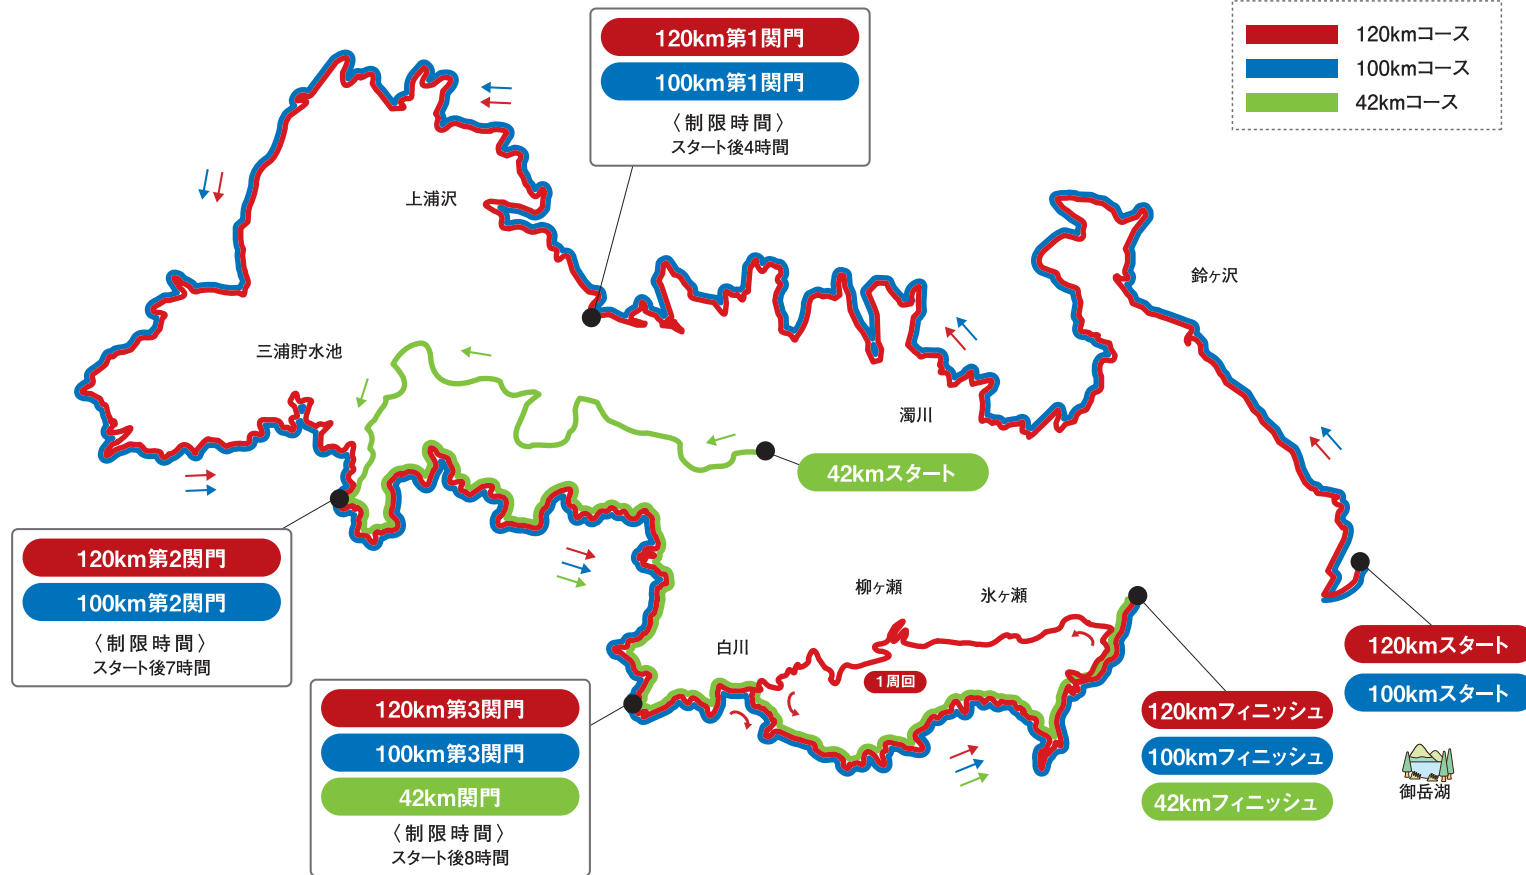 120kmコース
100kmコース
42kmコース
120km第1関門
100km第1関門
〈制限時間〉
スタート後4時間
上浦沢
鈴ヶ沢
三浦貯水池
濁川
42kmスタート
120km第2関門
100km第2関門
〈制限時間〉
スタート後7時間
柳ヶ瀬
氷ヶ瀬
白川
1周回
120kmスタート
100kmスタート
120km第3関門
100km第3関門
42km関門
〈制限時間〉
スタート後8時間
120kmフィニッシュ
100kmフィニッシュ
42kmフィニッシュ
御岳湖